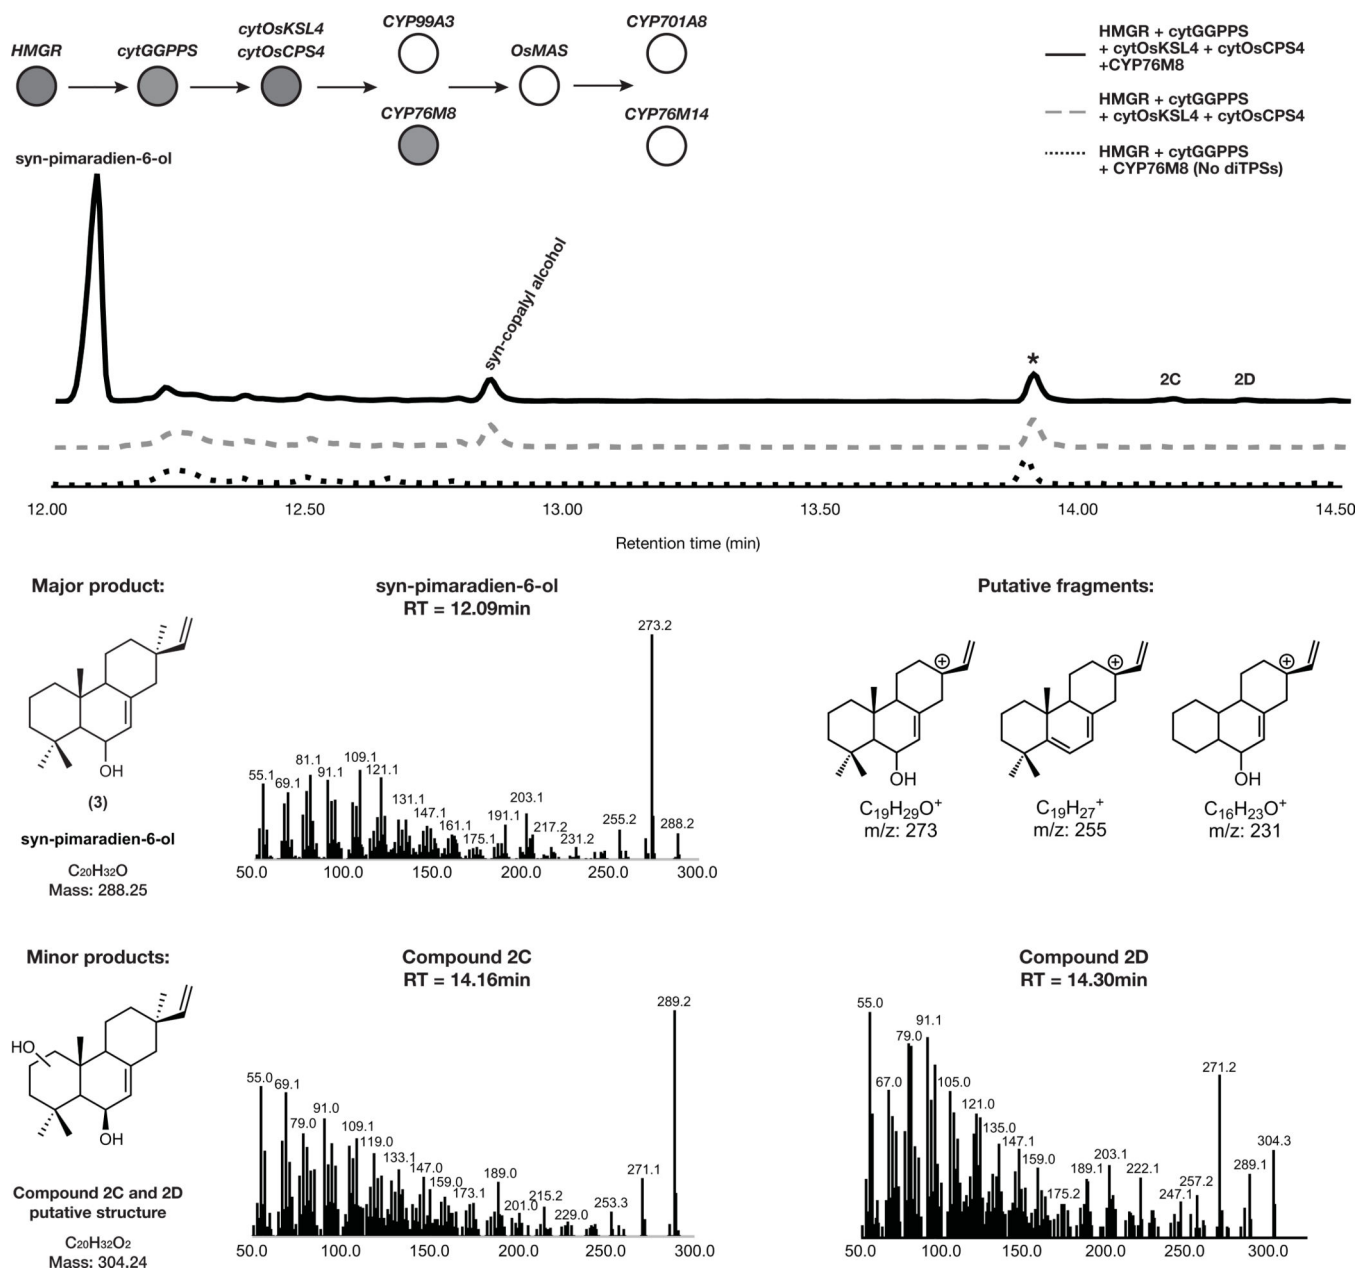 HMGR
cytGGPPS
cytOsKSL4
cytOsCPS4
CYP99A3
CYP76M8
OsMAS
CYP701A8
CYP76M14
HMGR + cytGGPPS
+ cytOsKSL4 + cytOsCPS4
+CYP76M8
HMGR + cytGGPPS
+ cytOsKSL4 + cytOsCPS4
HMGR + cytGGPPS
+ CYP76M8 (No diTPSs)
syn-pimaradien-6-ol
syn-copalyl alcohol
*
2C
2D
12.00 12.50 13.00 13.50 14.00 14.50
Retention time (min)
Major product:
OH
(3)
syn-pimaradien-6-ol
C20H32O
Mass: 288.25
syn-pimaradien-6-ol
RT = 12.09min
273.2
55.1
69.1
81.1
91.1
109.1
121.1
131.1
147.1
161.1
175.1
191.1
203.1
217.2
231.2
255.2
288.2
50.0 100.0 150.0 200.0 250.0 300.0
Putative fragments:
OH
C19H29O+
m/z: 273
C19H27+
m/z: 255
OH
C16H23O+
m/z: 231
Minor products:
HO
OH
Compound 2C and 2D
putative structure
C20H32O2
Mass: 304.24
Compound 2C
RT = 14.16min
289.2
55.0
69.1
79.0
91.0
109.1
119.0
133.1
147.0
159.0
173.1
189.0
201.0
215.2
229.0
253.3
271.1
50.0 100.0 150.0 200.0 250.0 300.0
Compound 2D
RT = 14.30min
55.0
67.0
79.0
91.1
105.0
121.0
135.0
147.1
159.0
175.2
189.1
203.1
222.1
247.1
257.2
271.2
289.1
304.3
50.0 100.0 150.0 200.0 250.0 300.0